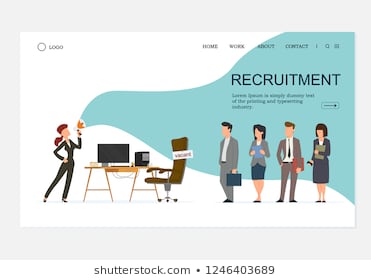 LOGO
HOME WORK ABOUT CONTACT
RECRUITMENT
Lorem ipsum is simply dummy text
of the printing and typesetting
industry.
VACANT
shutterstock.com • 1246403689